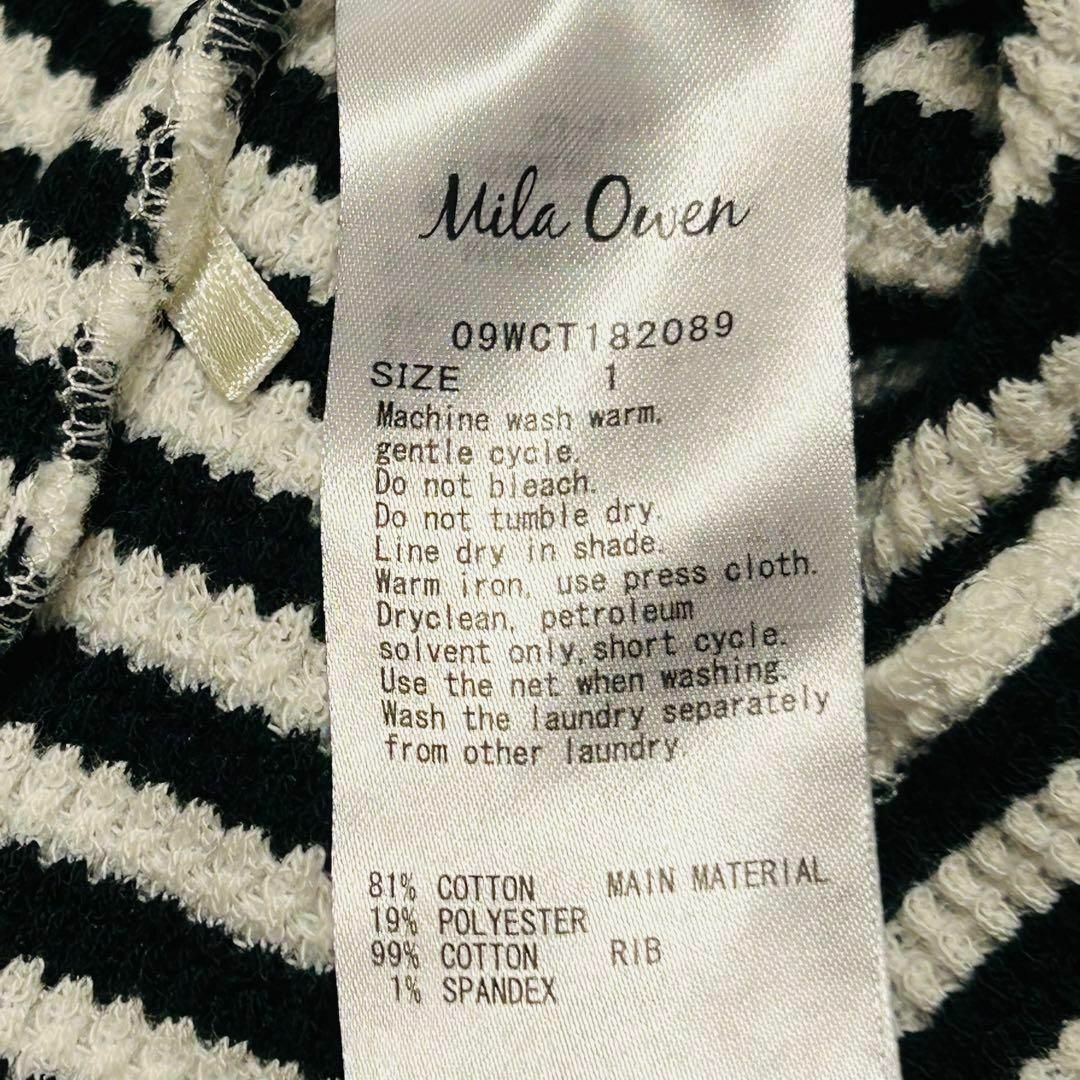 Mila Owen
09WCT182089
SIZE 1
Machine wash warm.
gentle cycle.
Do not bleach.
Do not tumble dry.
Line dry in shade.
Warm iron, use press cloth.
Dryclean, petroleum
solvent only, short cycle.
Use the net when washing.
Wash the laundry separately
from other laundry.
81% COTTON MAIN MATERIAL
19% POLYESTER
99% COTTON RIB
1% SPANDEX